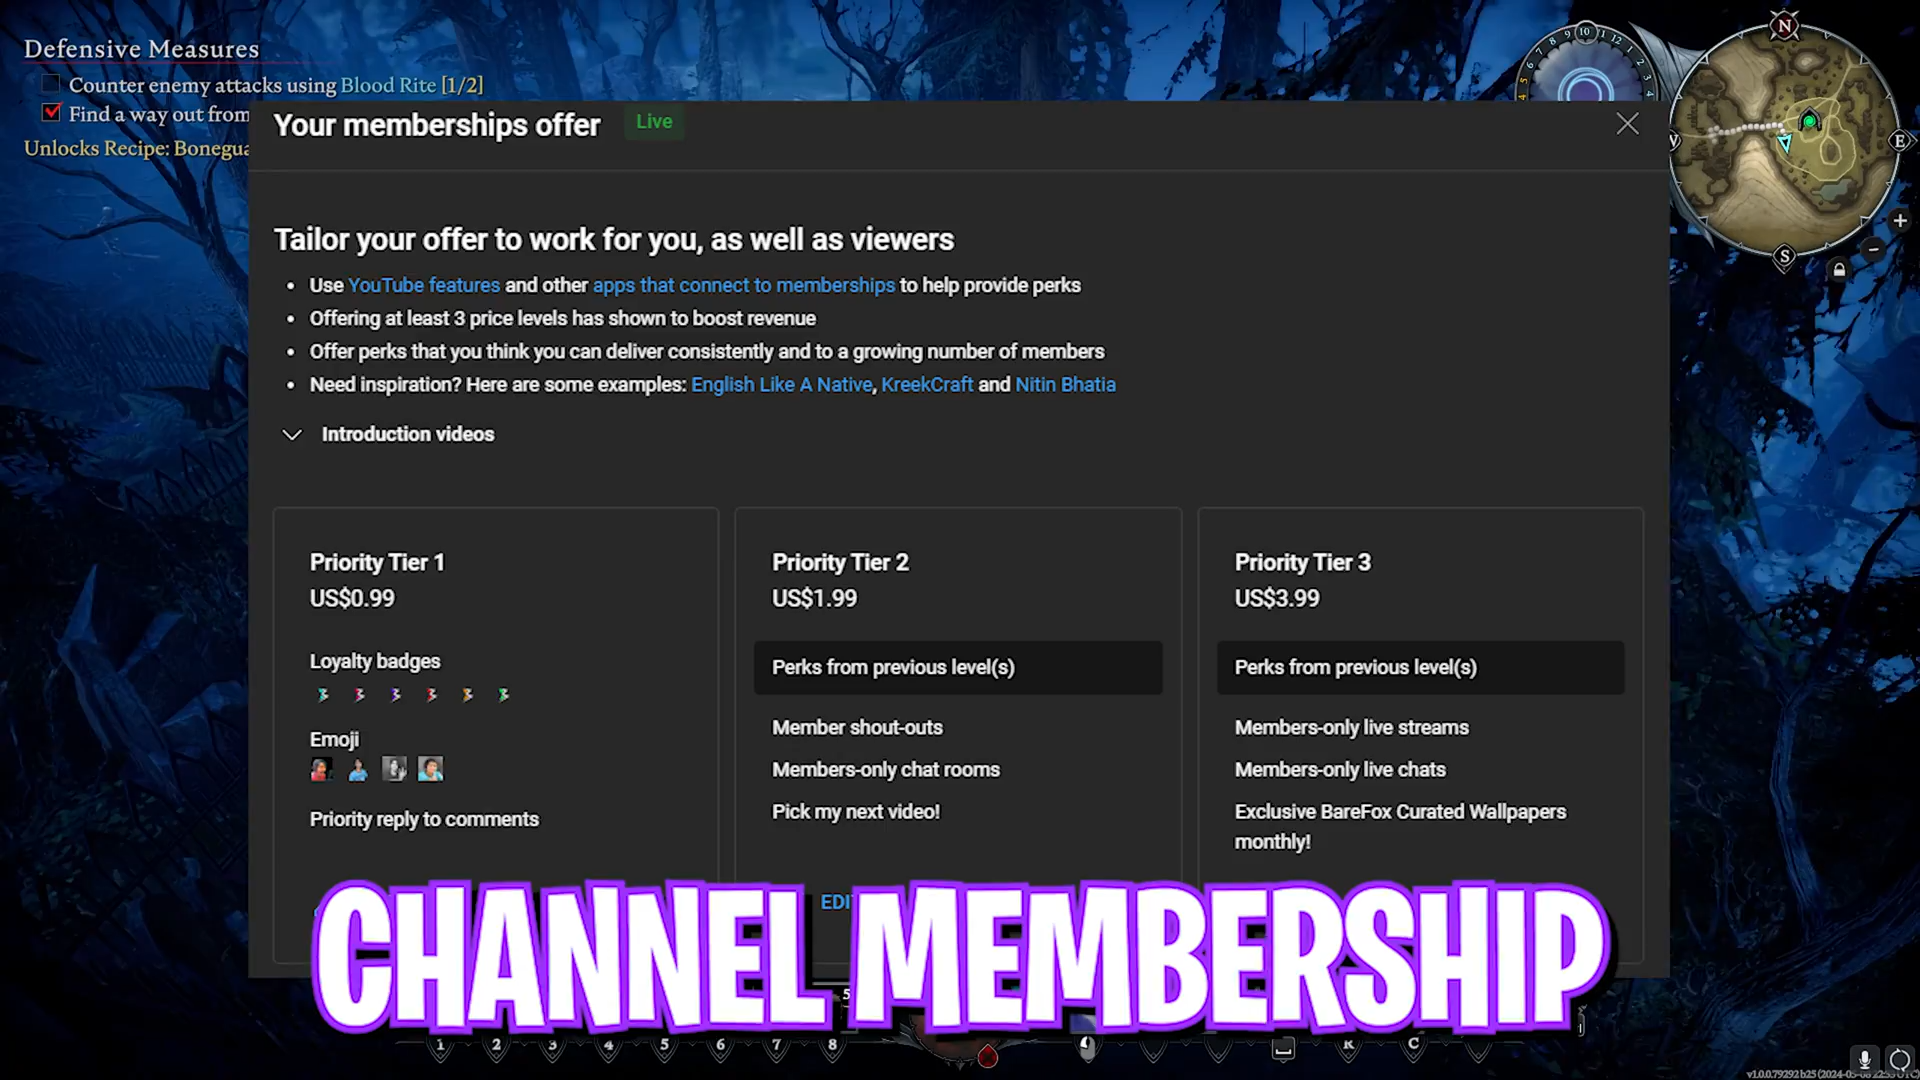 Defensive Measures
Counter enemy attacks using Blood Rite [1/2]
Find a way out from
Unlocks Recipe: Bonegua
Your memberships offer
Live
Tailor your offer to work for you, as well as viewers
• Use YouTube features and other apps that connect to memberships to help provide perks
• Offering at least 3 price levels has shown to boost revenue
• Offer perks that you think you can deliver consistently and to a growing number of members
• Need inspiration? Here are some examples: English Like A Native, KreekCraft and Nitin Bhatia
Introduction videos
Priority Tier 1
US$0.99
Loyalty badges
Emoji
Priority reply to comments
Priority Tier 2
US$1.99
Perks from previous level(s)
Member shout-outs
Members-only chat rooms
Pick my next video!
EDI
Priority Tier 3
US$3.99
Perks from previous level(s)
Members-only live streams
Members-only live chats
Exclusive BareFox Curated Wallpapers
monthly!
CHANNEL MEMBERSHIP
N
E
S
1 2 3 4 5 6 7 8
R C